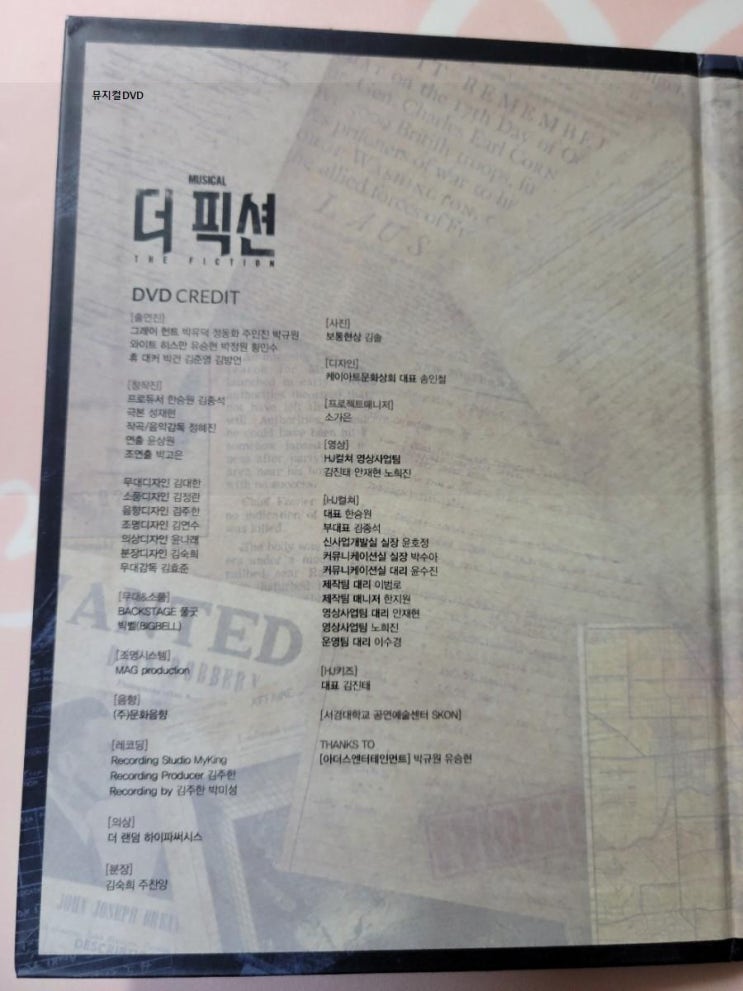 뮤지컬DVD
MUSICAL
더 픽션
THE FICTION
DVD CREDIT
[출연진]
그레이 헌트 박유덕 정동화 주민진 박규원
와이트 히스만 유승현 박정원 황민수
휴 대커 박건 김준영 김방언
[창작진]
프로듀서 한승원 김종석
극본 성재현
작곡/음악감독 정혜진
연출 윤상원
조연출 박고은
무대디자인 김대한
소품디자인 김정란
음향디자인 김주한
조명디자인 김연수
의상디자인 윤나래
분장디자인 김숙희
무대감독 김효준
[무대&소품]
BACKSTAGE 풀굿
빅벨(BIGBELL)
[조명시스템]
MAG production
[음향]
(주)문화음향
[레코딩]
Recording Studio MyKing
Recording Producer 김주한
Recording by 김주한 박미성
[의상]
더 랜덤 하이파써시스
[분장]
김숙희 주찬양
[사진]
보통현상 김솔
[디자인]
케이아트문화상회 대표 송인철
[프로젝트매니저]
소가은
[영상]
HJ컬쳐 영상사업팀
김진태 안재현 노희진
[HJ컬쳐]
대표 한승원
부대표 김종석
신사업개발실 실장 윤호정
커뮤니케이션실 실장 박수아
커뮤니케이션실 대리 윤수진
제작팀 대리 이범로
제작팀 매니저 한지원
영상사업팀 대리 안재현
영상사업팀 노희진
운영팀 대리 이수경
[HJ키즈]
대표 김진태
[서경대학교 공연예술센터 SKON]
THANKS TO
[아더스엔터테인먼트] 박규원 유승현
WANTED